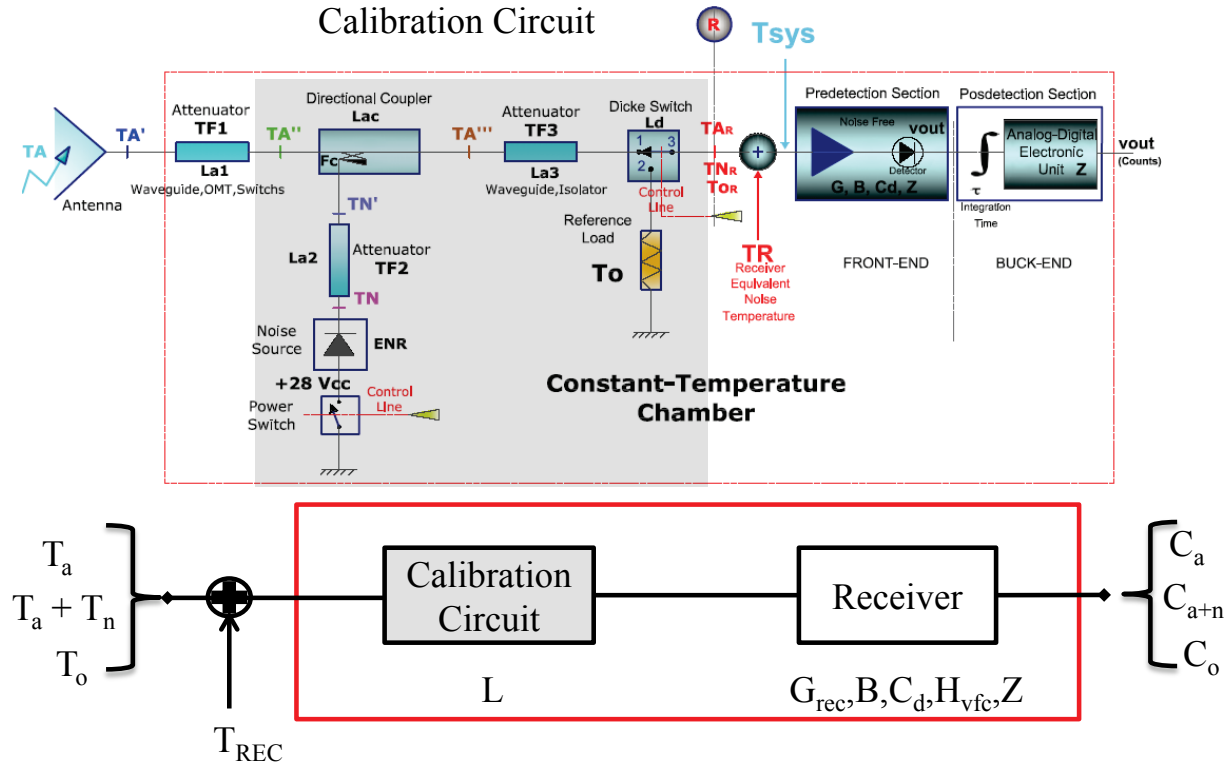 Calibration Circuit
R
Tsys
Attenuator
TF1
Directional Coupler
Lac
Attenuator
TF3
Dicke Switch
Ld
Predetection Section
Posdetection Section
TA
TA'
TA''
TA'''
Fc
1
2
3
TAR
TNR
ToR
+
Noise Free
vout
Detector
G, B, Cd, Z
∫
τ
Integration
Time
Analog-Digital
Electronic
Unit Z
vout
(Counts)
Antenna
La1
Waveguide,OMT,Switchs
La3
Waveguide,Isolator
Control
Line
TN'
La2
Attenuator
TF2
TN
Reference
Load
To
TR
Receiver
Equivalent
Noise
Temperature
FRONT-END
BUCK-END
Noise
Source
ENR
+28 Vcc
Power
Switch
Control
Line
Constant-Temperature
Chamber
Ta
Ta + Tn
To
TREC
Calibration
Circuit
L
Receiver
Grec,B,Cd,Hvfc,Z
Ca
Ca+n
Co